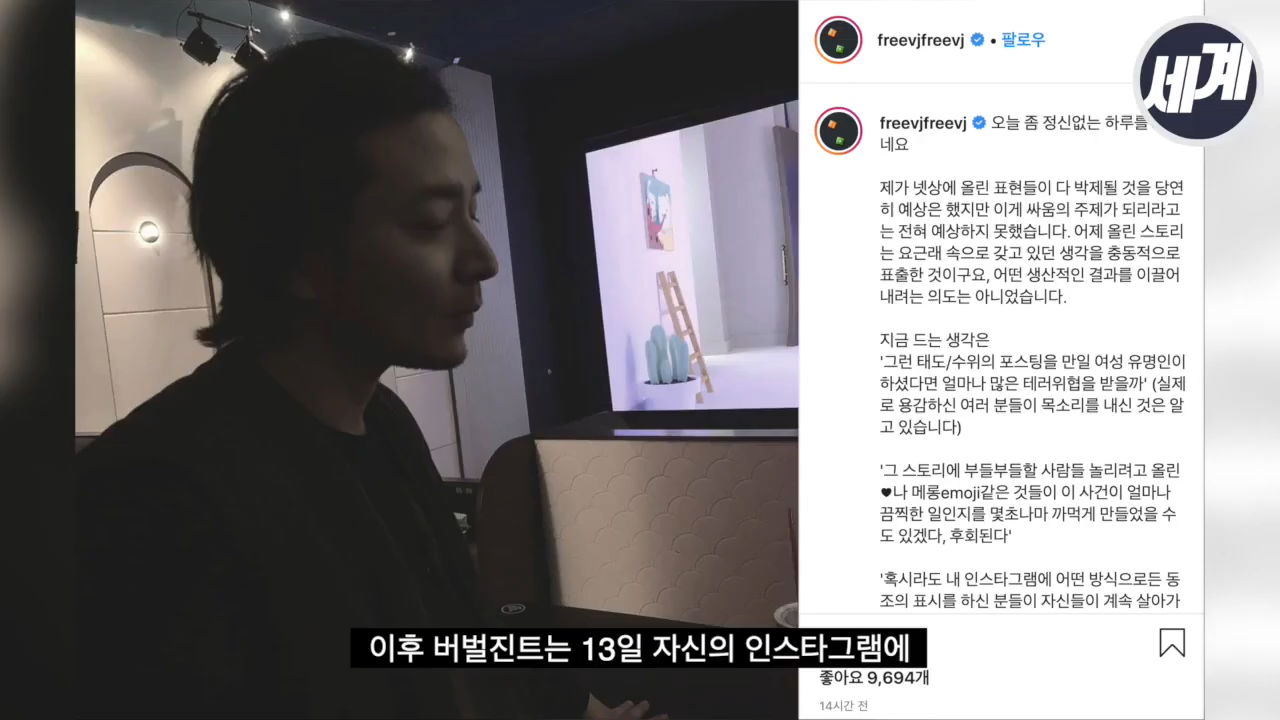 freevjfreevj • 팔로우
세계
freevjfreevj 오늘 좀 정신없는 하루를
네요
제가 넷상에 올린 표현들이 다 박제될 것을 당연
히 예상은 했지만 이게 싸움의 주제가 되리라고
는 전혀 예상하지 못했습니다. 어제 올린 스토리
는 요근래 속으로 갖고 있던 생각을 충동적으로
표출한 것이구요, 어떤 생산적인 결과를 이끌어
내려는 의도는 아니었습니다.
지금 드는 생각은
'그런 태도/수위의 포스팅을 만일 여성 유명인이
하셨다면 얼마나 많은 테러위협을 받을까' (실제
로 용감하신 여러 분들이 목소리를 내신 것은 알
고 있습니다)
'그 스토리에 부들부들할 사람들 놀리려고 올린
♥나 메롱emoji같은 것들이 이 사건이 얼마나
끔찍한 일인지를 몇초나마 까먹게 만들었을 수
도 있겠다, 후회된다'
'혹시라도 내 인스타그램에 어떤 방식으로든 동
조의 표시를 하신 분들이 자신들이 계속 살아가
이후 버벌진트는 13일 자신의 인스타그램에
좋아요 9,694개
14시간 전